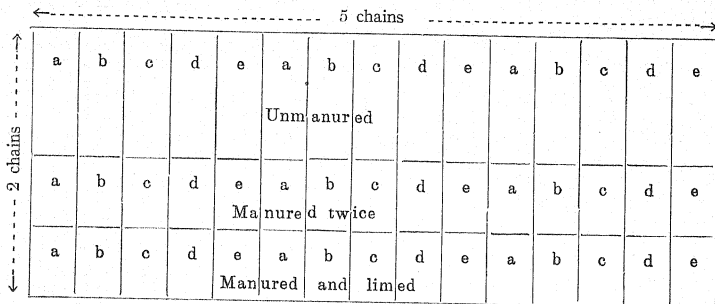 5 chains
2 chains
a b c d e a b c d e a b c d e
Unmanured
a b c d e a b c d e a b c d e
Manured twice
a b c d e a b c d e a b c d e
Manured and limed